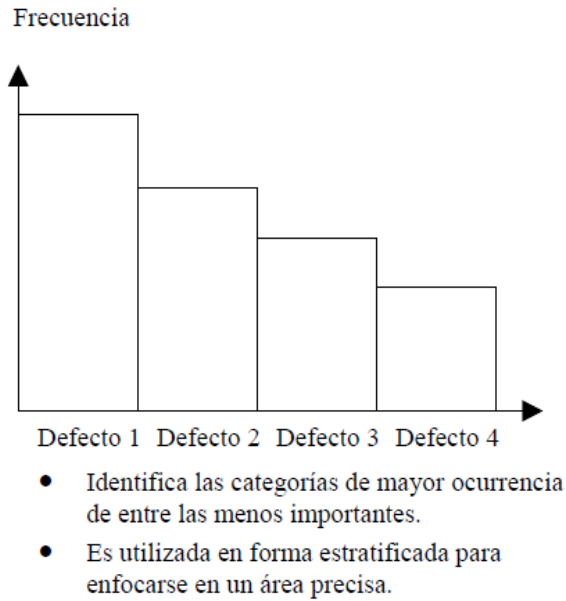 Frecuencia
Defecto 1 Defecto 2 Defecto 3 Defecto 4
• Identifica las categorías de mayor ocurrencia
de entre las menos importantes.
• Es utilizada en forma estratificada para
enfocarse en un área precisa.